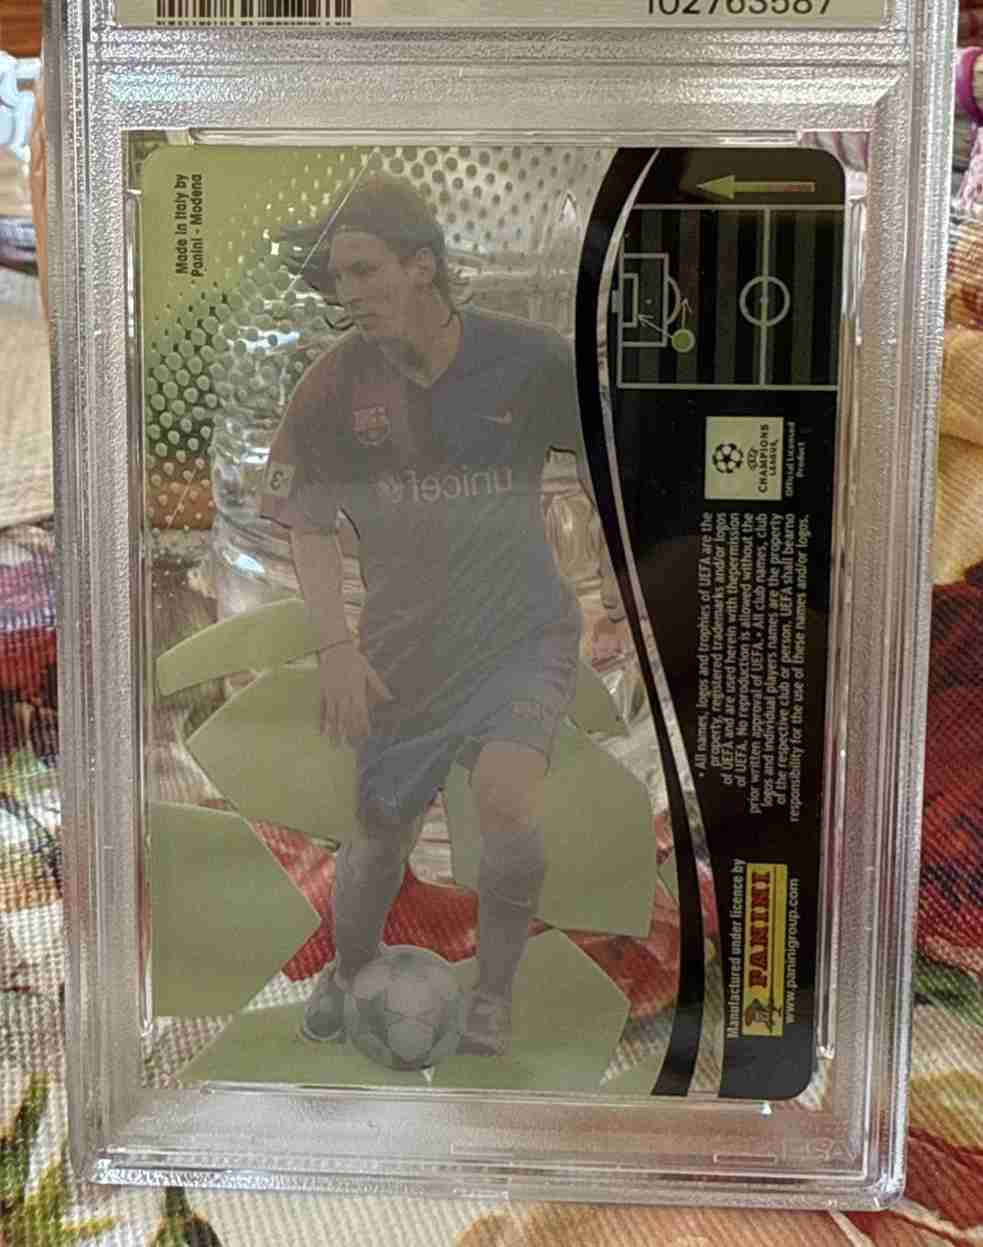 102763587
Made in Italy by
Panini - Modena
unicef
UEFA
CHAMPIONS
LEAGUE
Official Licensed
Product
• All names, logos and trophies of UEFA are the
property, registered trademarks and/or logos
of UEFA and are used herein with thepermission
of UEFA. No reproduction is allowed without the
prior written approval of UEFA. • All club names, club
logos and individual players names are the property
of the respective club or person. UEFA shall bearno
responsibility for the use of these names and/or logos.
Manufactured under licence by
PANINI
www.paninigroup.com
PSA